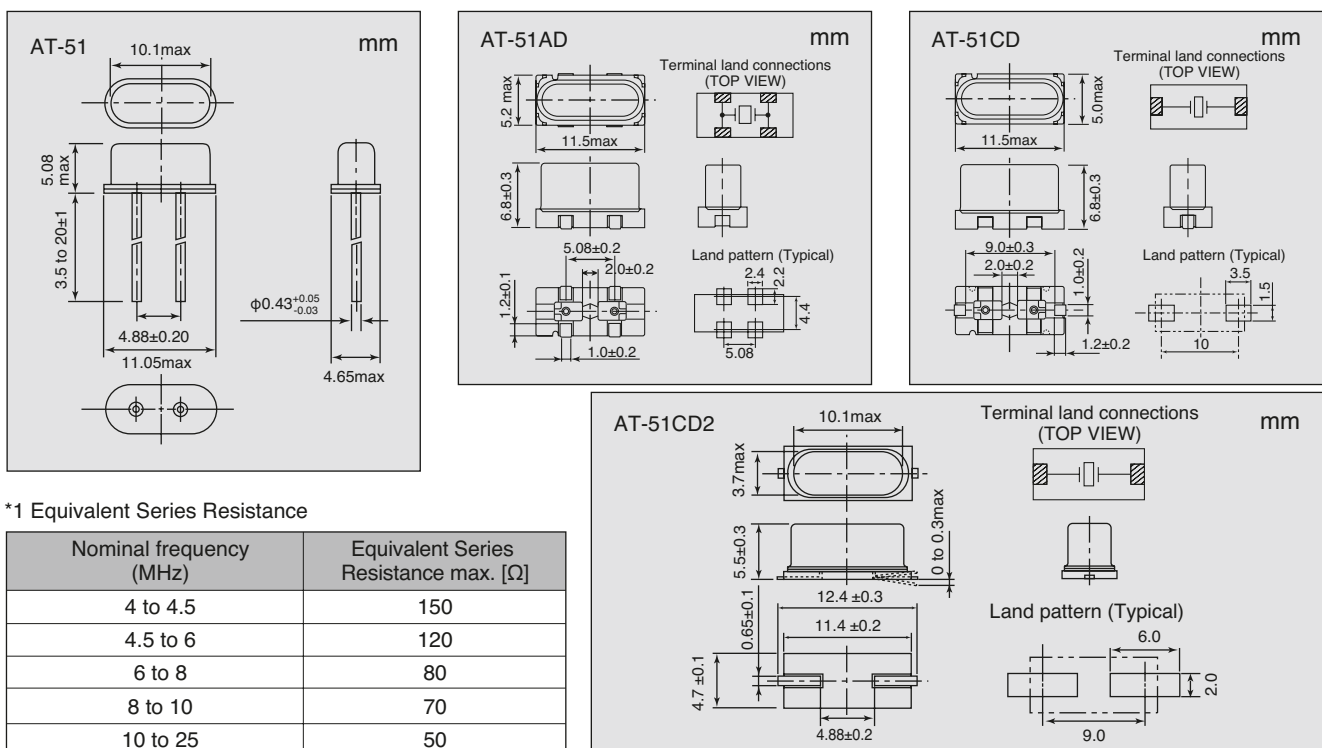 AT-51
mm
10.1max
5.08 max
3.5 to 20±1
4.88±0.20
11.05max
ϕ0.43 +0.05 -0.03
4.65max
AT-51AD
mm
Terminal land connections
(TOP VIEW)
5.2 max
11.5max
6.8±0.3
5.08±0.2
2.0±0.2
1.2±0.1
1.0±0.2
Land pattern (Typical)
2.4
2.2
4.4
5.08
AT-51CD
mm
Terminal land connections
(TOP VIEW)
5.0max
11.5max
6.8±0.3
9.0±0.3
2.0±0.2
1.0±0.2
1.2±0.2
Land pattern (Typical)
3.5
1.5
10
AT-51CD2
mm
10.1max
Terminal land connections
(TOP VIEW)
3.7max
5.5±0.3
0 to 0.3max
12.4 ±0.3
0.65±0.1
11.4 ±0.2
4.7 ±0.1
4.88±0.2
Land pattern (Typical)
6.0
2.0
9.0
*1 Equivalent Series Resistance
Nominal frequency (MHz)
Equivalent Series Resistance max. [Ω]
4 to 4.5 150
4.5 to 6 120
6 to 8 80
8 to 10 70
10 to 25 50